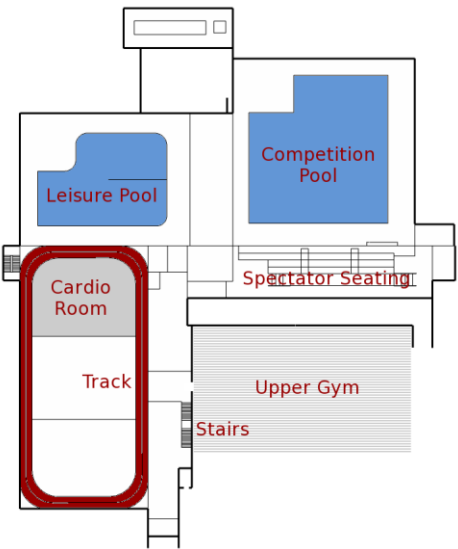 Competition
Pool
Leisure Pool
Spectator Seating
Cardio
Room
Track
Upper Gym
Stairs